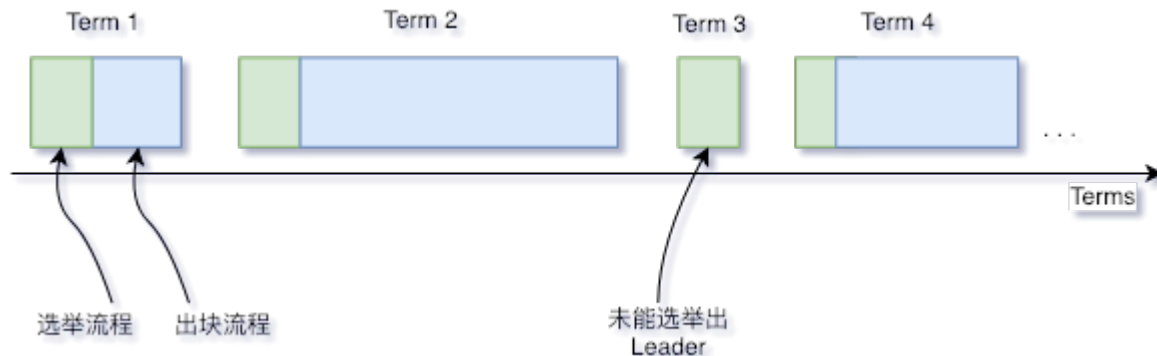 Term 1
Term 2
Term 3
Term 4
. . .
Terms
选举流程
出块流程
未能选举出
Leader